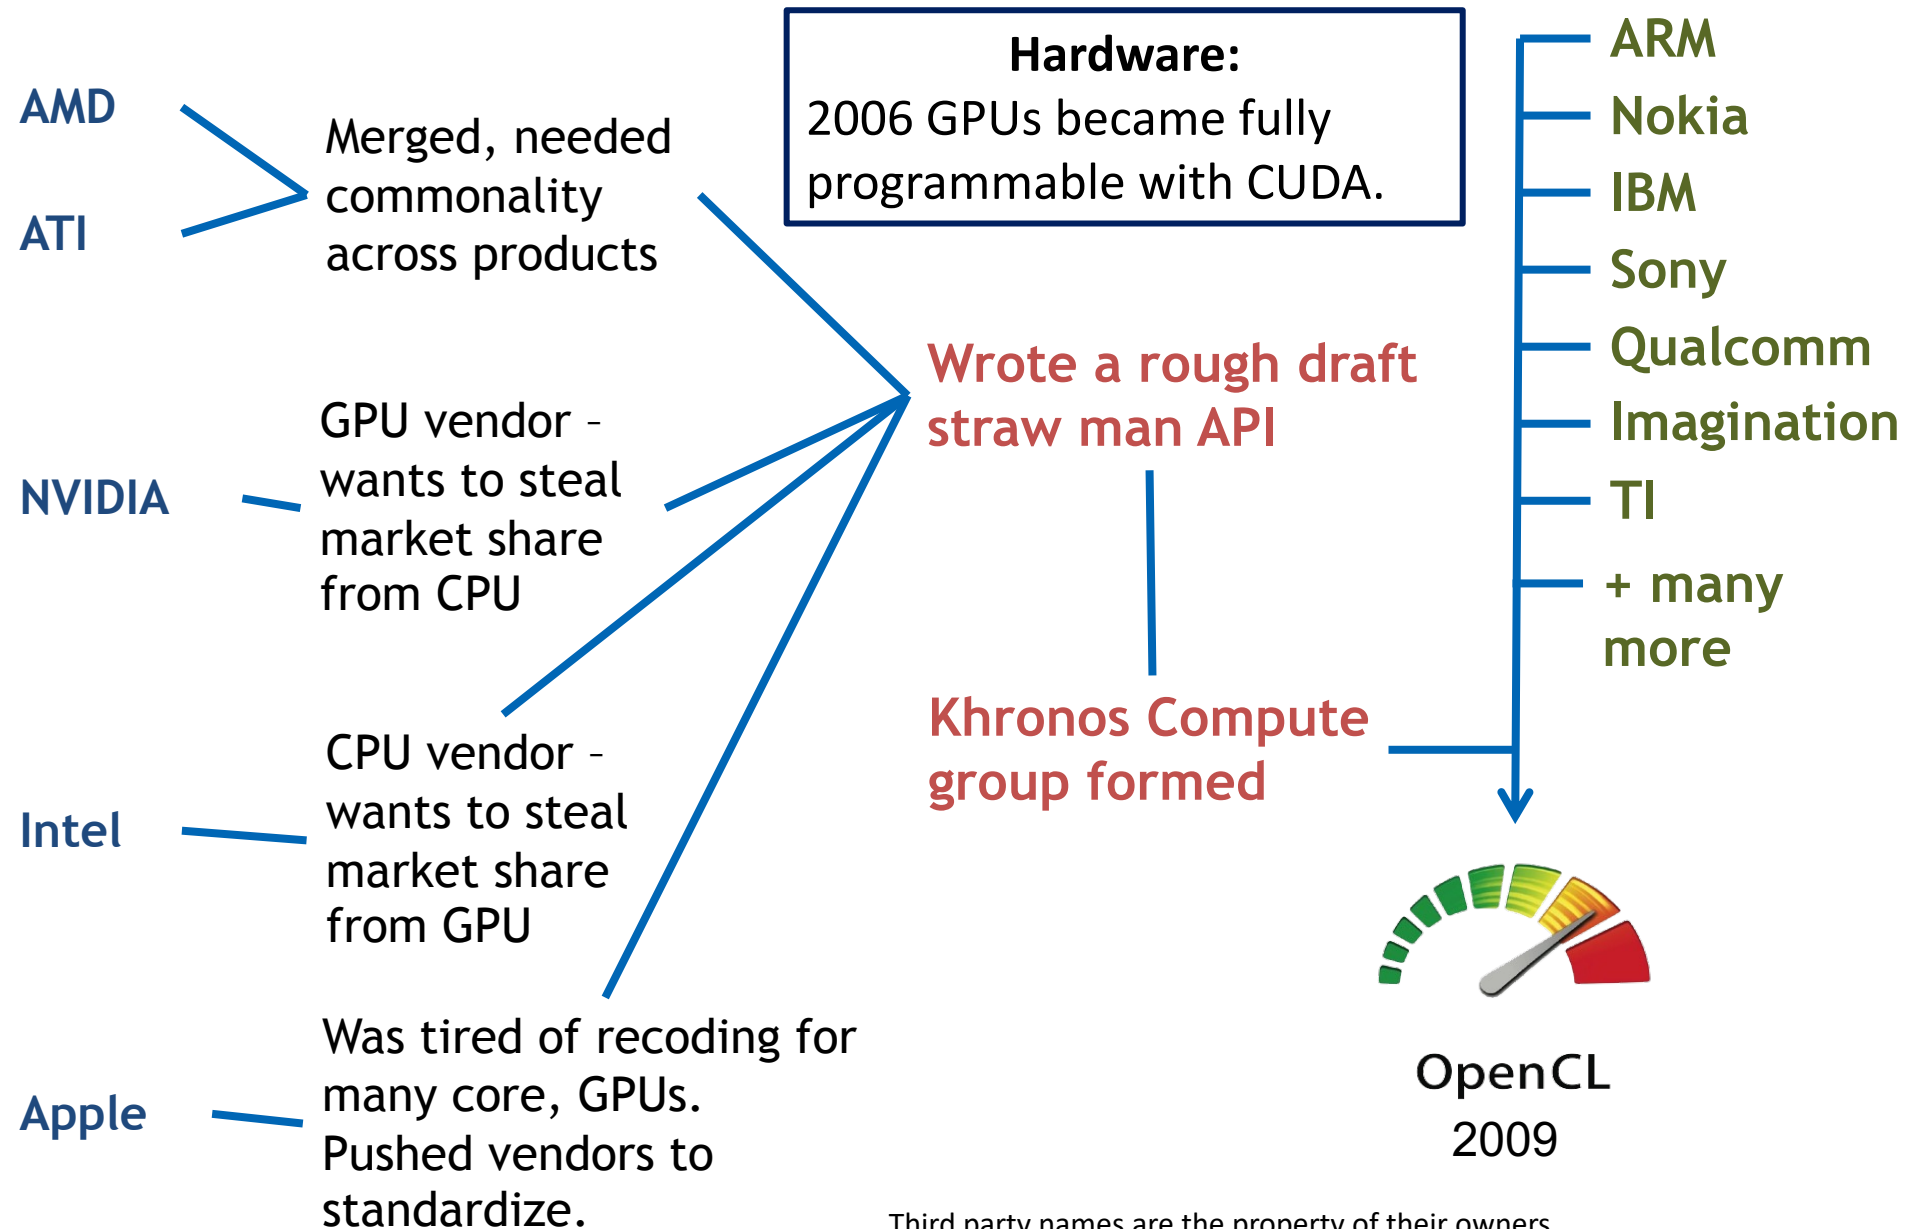 AMD
ATI
Merged, needed
commonality
across products
Hardware:
2006 GPUs became fully
programmable with CUDA.
NVIDIA
GPU vendor –
wants to steal
market share
from CPU
Intel
CPU vendor –
wants to steal
market share
from GPU
Apple
Was tired of recoding for
many core, GPUs.
Pushed vendors to
standardize.
Wrote a rough draft
straw man API
Khronos Compute
group formed
ARM
Nokia
IBM
Sony
Qualcomm
Imagination
TI
+ many
more
OpenCL
2009
Third party names are the property of their owners